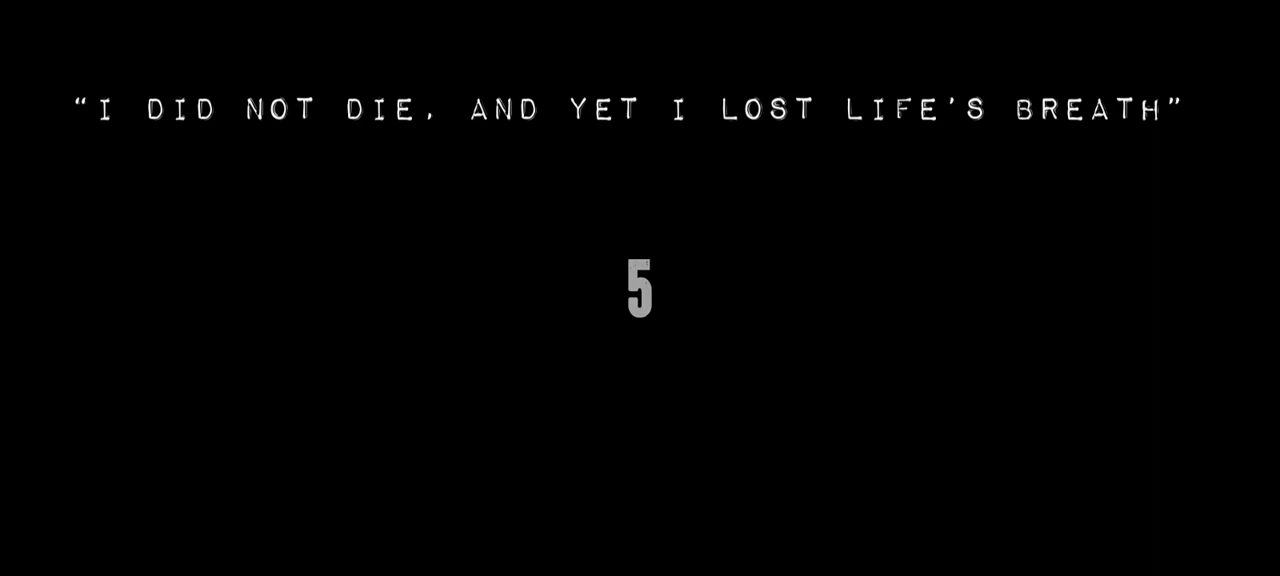 “I DID NOT DIE, AND YET I LOST LIFE’S BREATH”
5